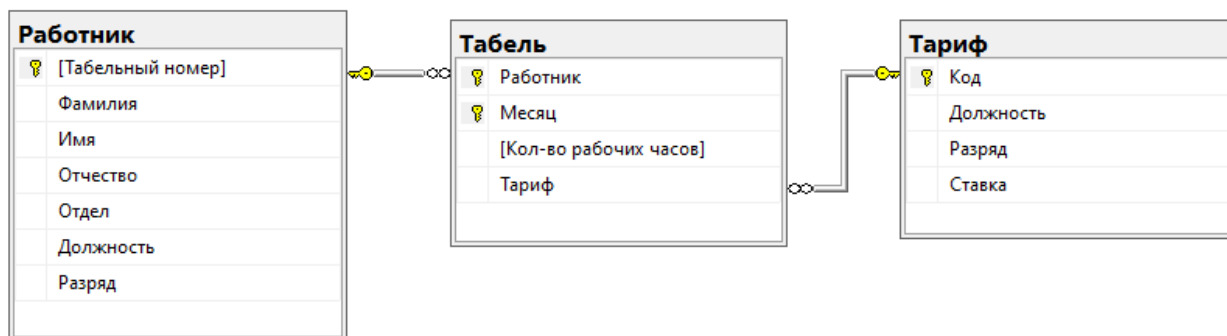 Работник
[Табельный номер]
Фамилия
Имя
Отчество
Отдел
Должность
Разряд
Табель
Работник
Месяц
[Кол-во рабочих часов]
Тариф
Тариф
Код
Должность
Разряд
Ставка